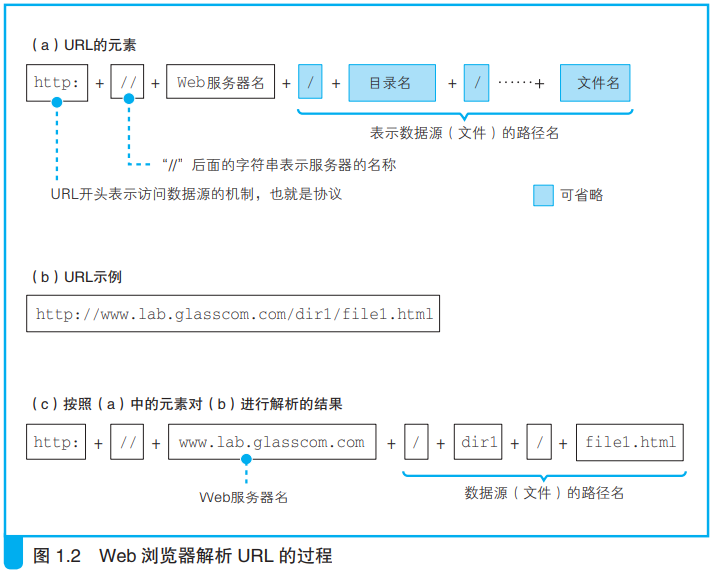 （a）URL的元素
http: + // + Web服务器名 + / + 目录名 + / ……+ 文件名
表示数据源（文件）的路径名
“//”后面的字符串表示服务器的名称
URL开头表示访问数据源的机制，也就是协议
可省略
（b）URL示例
http://www.lab.glasscom.com/dir1/file1.html
（c）按照（a）中的元素对（b）进行解析的结果
http: + // + www.lab.glasscom.com + / + dir1 + / + file1.html
Web服务器名
数据源（文件）的路径名
图 1.2 Web 浏览器解析 URL 的过程